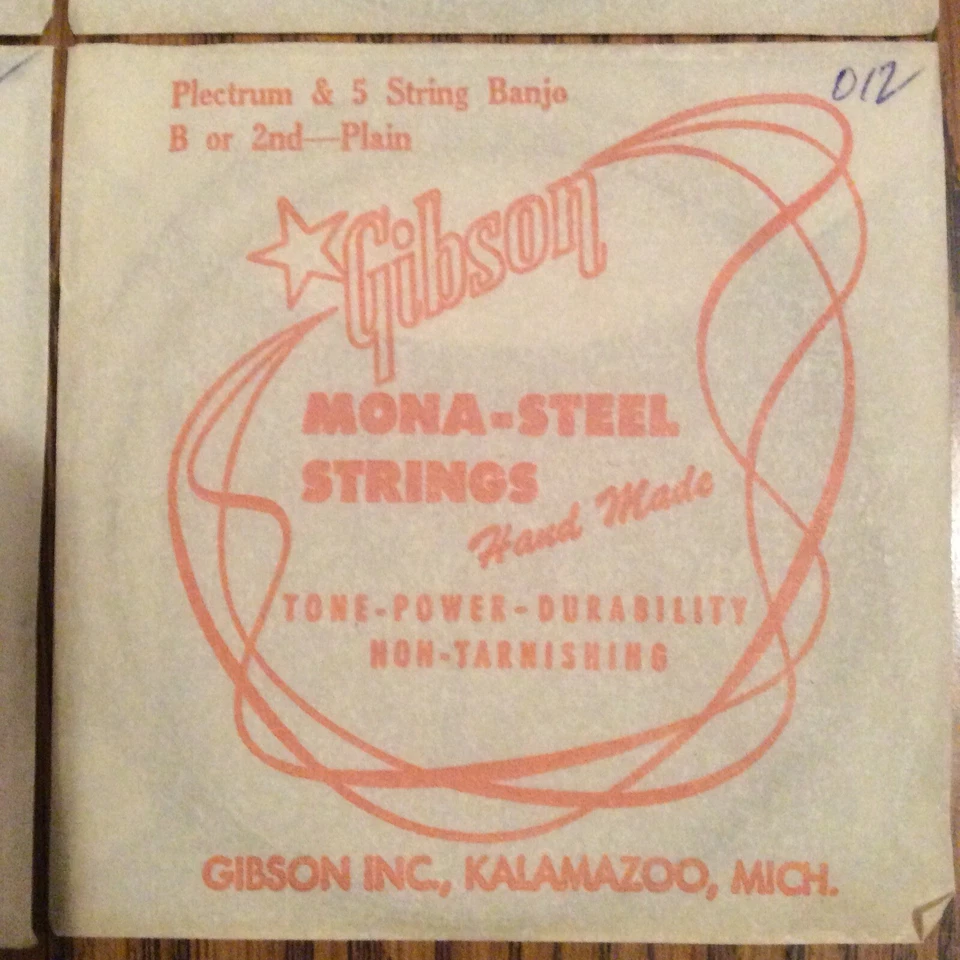 012
Plectrum & 5 String Banjo
B or 2nd—Plain
Gibson
MONA-STEEL
STRINGS
Hand Made
TONE-POWER-DURABILITY
NON-TARNISHING
GIBSON INC., KALAMAZOO, MICH.